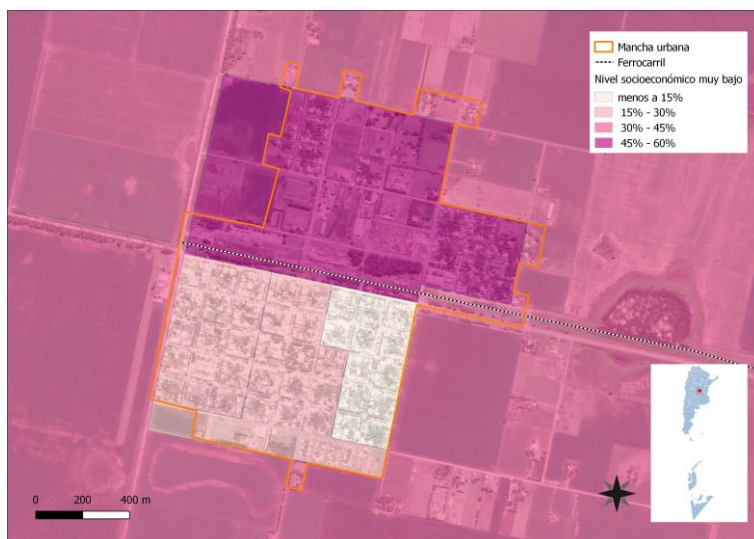 Mancha urbana
Ferrocarril
Nivel socioeconómico muy bajo
menos a 15%
15% - 30%
30% - 45%
45% - 60%
0 200 400 m